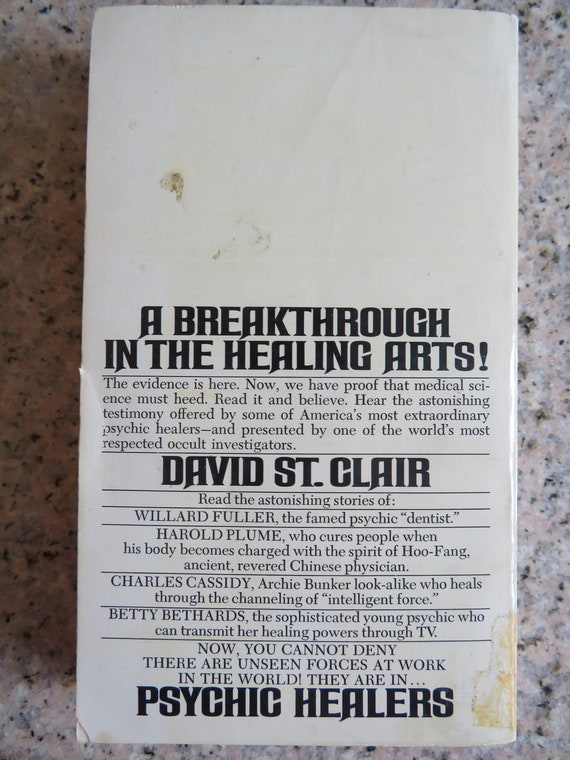 A BREAKTHROUGH
IN THE HEALING ARTS!
The evidence is here. Now, we have proof that medical sci-
ence must heed. Read it and believe. Hear the astonishing
testimony offered by some of America's most extraordinary
psychic healers—and presented by one of the world's most
respected occult investigators.
DAVID ST. CLAIR
Read the astonishing stories of:
WILLARD FULLER, the famed psychic “dentist.”
HAROLD PLUME, who cures people when
his body becomes charged with the spirit of Hoo-Fang,
ancient, revered Chinese physician.
CHARLES CASSIDY, Archie Bunker look-alike who heals
through the channeling of “intelligent force.”
BETTY BETHARDS, the sophisticated young psychic who
can transmit her healing powers through TV.
NOW, YOU CANNOT DENY
THERE ARE UNSEEN FORCES AT WORK
IN THE WORLD! THEY ARE IN...
PSYCHIC HEALERS